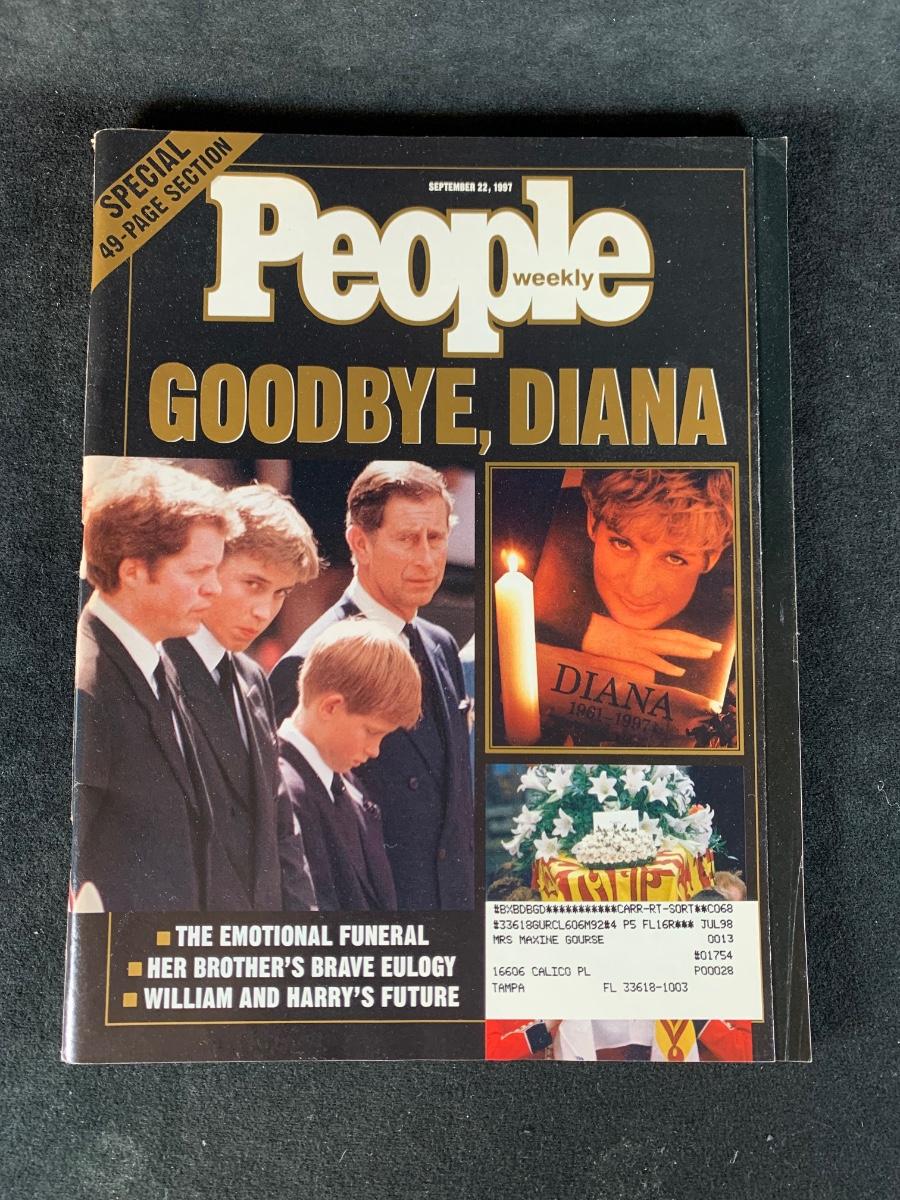 SPECIAL
49-PAGE SECTION
SEPTEMBER 22, 1997
People
weekly
GOODBYE, DIANA
DIANA
1961-1997
THE EMOTIONAL FUNERAL
HER BROTHER'S BRAVE EULOGY
WILLIAM AND HARRY'S FUTURE
#BXBDBGD***********CARR-RT-SORT**C068
#33618GURCL606M92#4 P5 FL16R*** JUL98
MRS MAXINE GOURSE 0013
#01754
16606 CALICO PL P00028
TAMPA FL 33618-1003